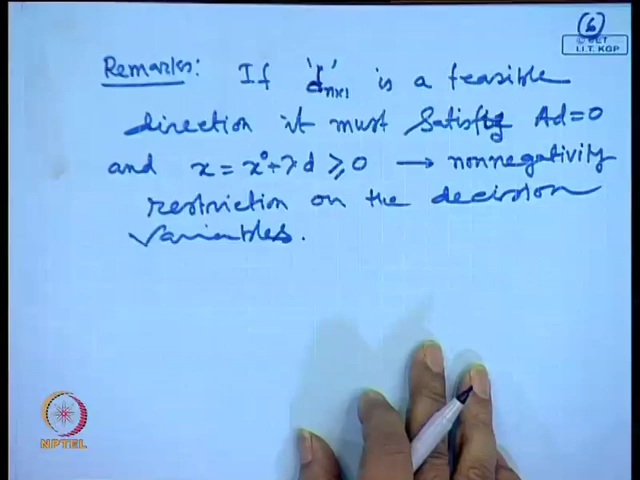 6
© CET
I.I.T. KGP
Remarks: If 'd'n×1 is a feasible
direction it must satisfy Ad=0
and x = x⁰+λd ≥ 0 → nonnegativity
restriction on the decision
variables.
NPTEL